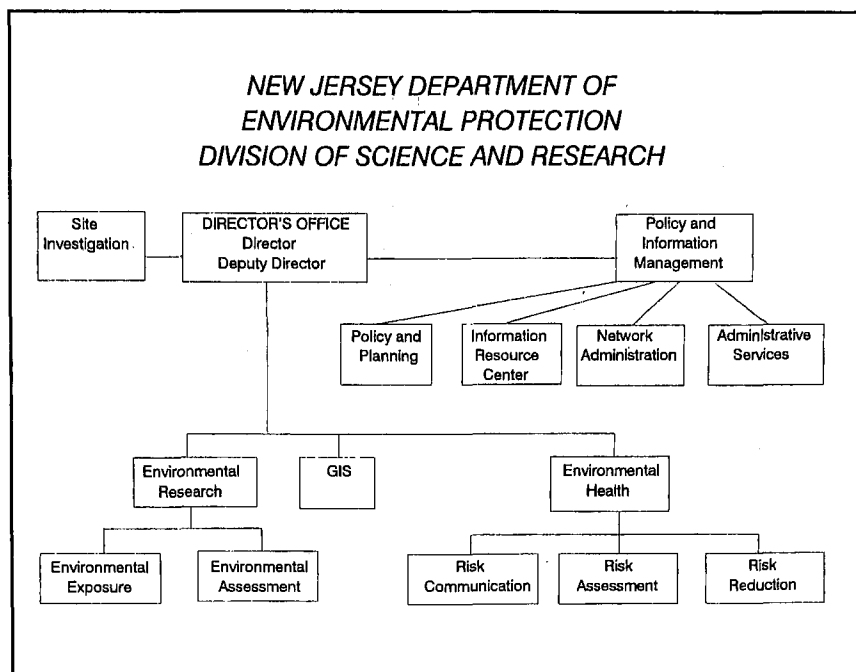 NEW JERSEY DEPARTMENT OF
ENVIRONMENTAL PROTECTION
DIVISION OF SCIENCE AND RESEARCH
Site
Investigation
DIRECTOR'S OFFICE
Director
Deputy Director
Policy and
Information
Management
Policy and
Planning
Information
Resource
Center
Network
Administration
Administrative
Services
Environmental
Research
GIS
Environmental
Health
Environmental
Exposure
Environmental
Assessment
Risk
Communication
Risk
Assessment
Risk
Reduction